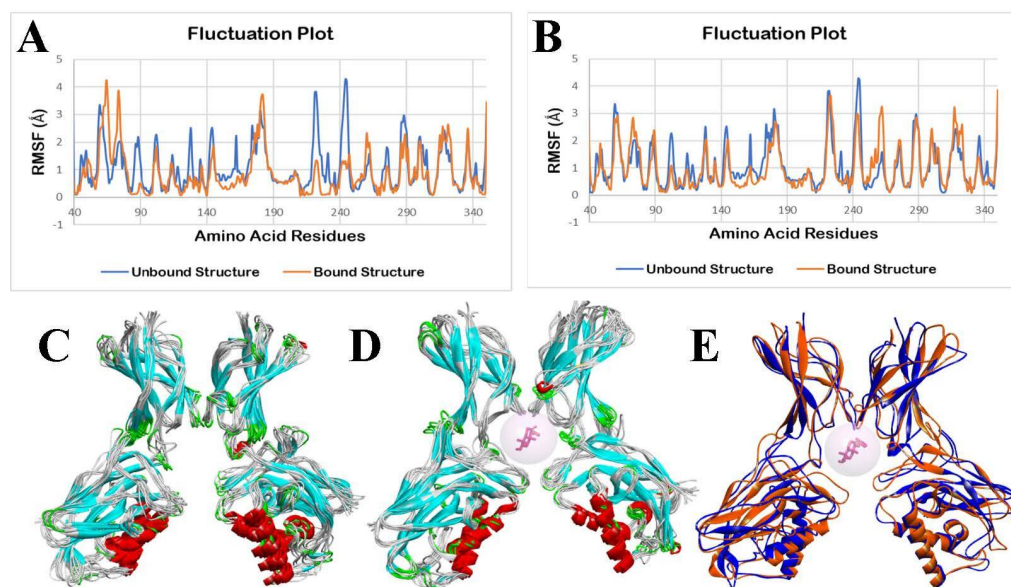 A
Fluctuation Plot
RMSF (Å)
5
4
3
2
1
0
-1
40 90 140 190 240 290 340
Amino Acid Residues
Unbound Structure Bound Structure
B
Fluctuation Plot
RMSF (Å)
5
4
3
2
1
0
-1
40 90 140 190 240 290 340
Amino Acid Residues
Unbound Structure Bound Structure
C D E